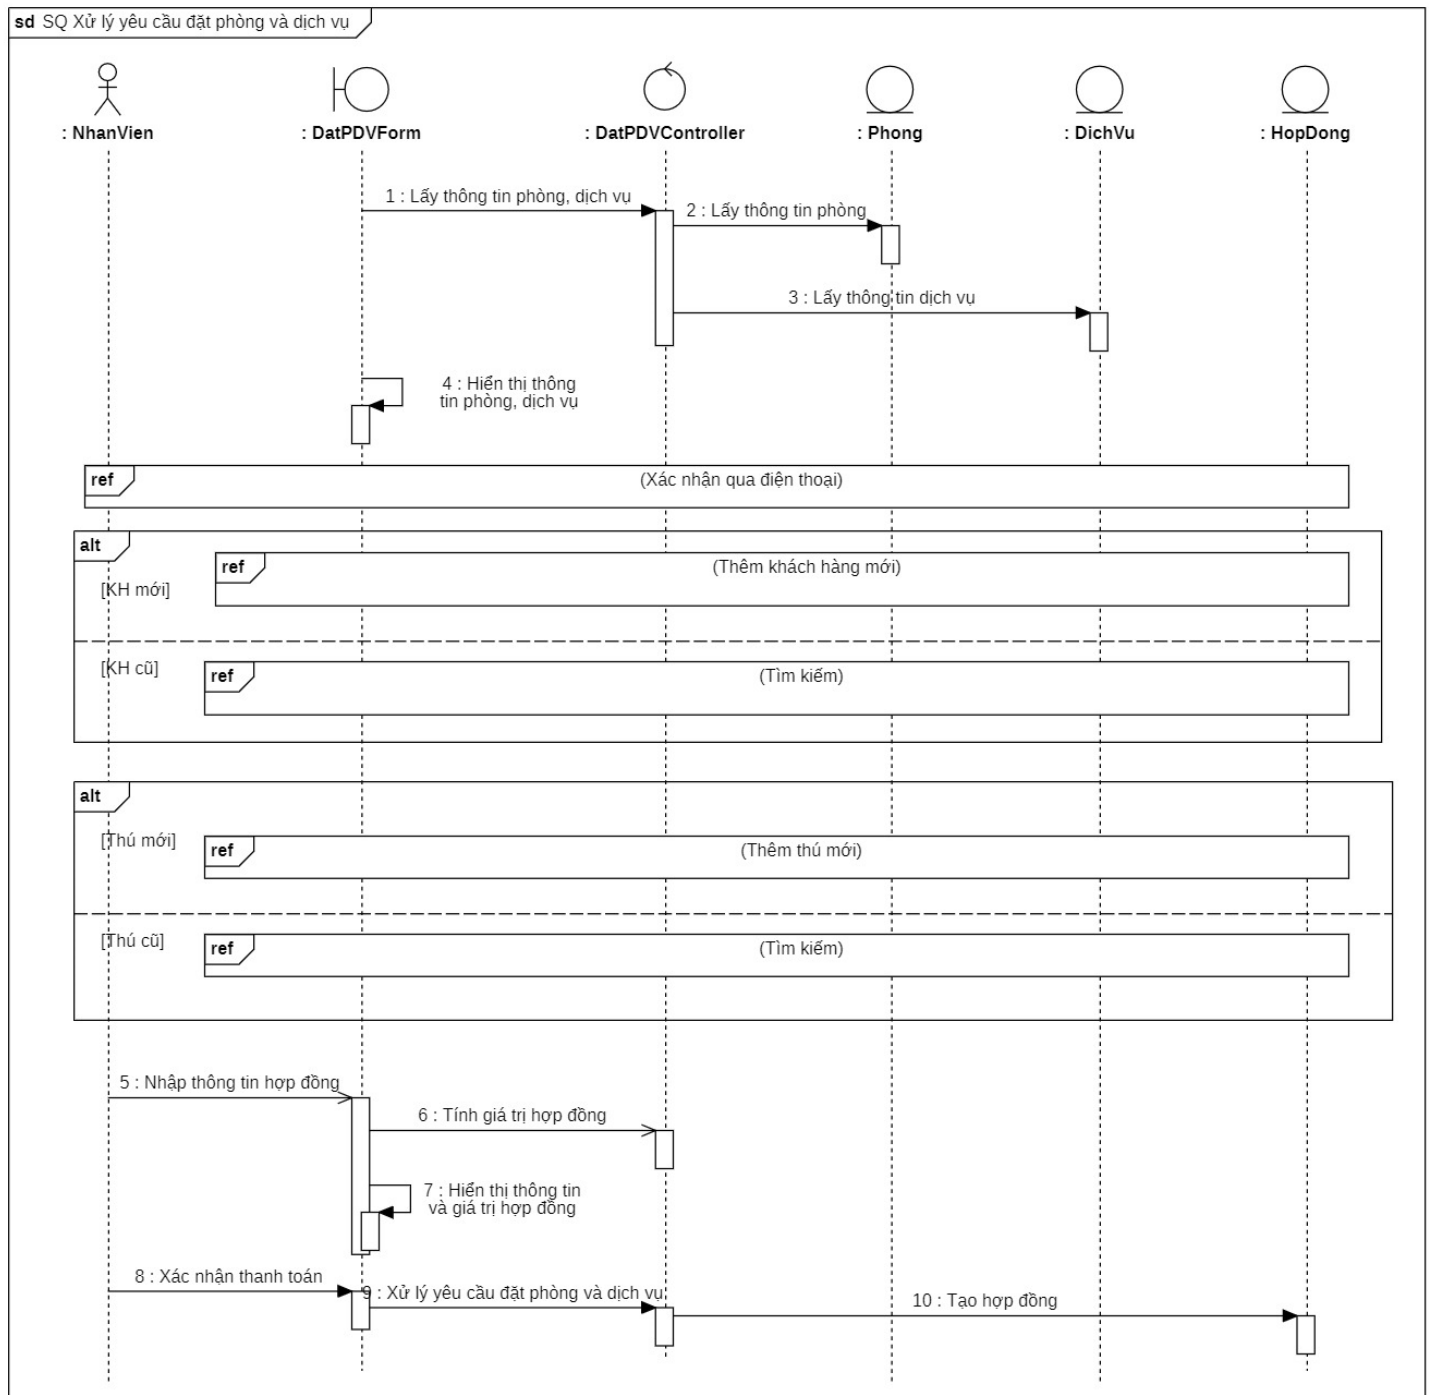 sd SQ Xử lý yêu cầu đặt phòng và dịch vụ
: NhanVien
: DatPDVForm
: DatPDVController
: Phong
: DichVu
: HopDong
1 : Lấy thông tin phòng, dịch vụ
2 : Lấy thông tin phòng
3 : Lấy thông tin dịch vụ
4 : Hiển thị thông
tin phòng, dịch vụ
ref
(Xác nhận qua điện thoại)
alt
[KH mới]
ref
(Thêm khách hàng mới)
[KH cũ]
ref
(Tìm kiếm)
alt
[Thú mới]
ref
(Thêm thú mới)
[Thú cũ]
ref
(Tìm kiếm)
5 : Nhập thông tin hợp đồng
6 : Tính giá trị hợp đồng
7 : Hiển thị thông tin
và giá trị hợp đồng
8 : Xác nhận thanh toán
9 : Xử lý yêu cầu đặt phòng và dịch vụ
10 : Tạo hợp đồng